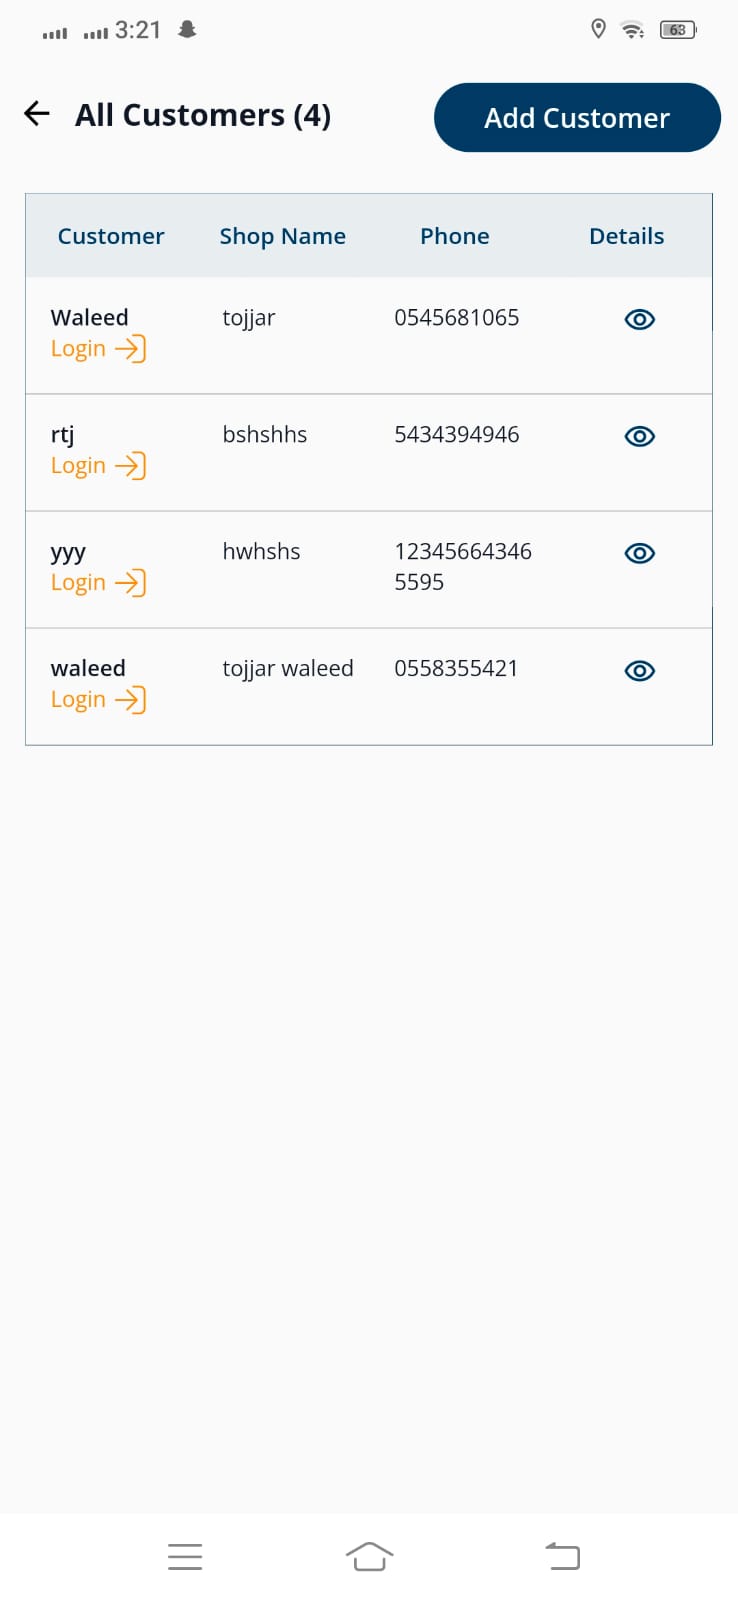 3:21
63
All Customers (4)
Add Customer
Customer Shop Name Phone Details
Waleed tojjar 0545681065
Login
rtj bshshhs 5434394946
Login
yyy hwhshs 12345664346
Login 5595
waleed tojjar waleed 0558355421
Login